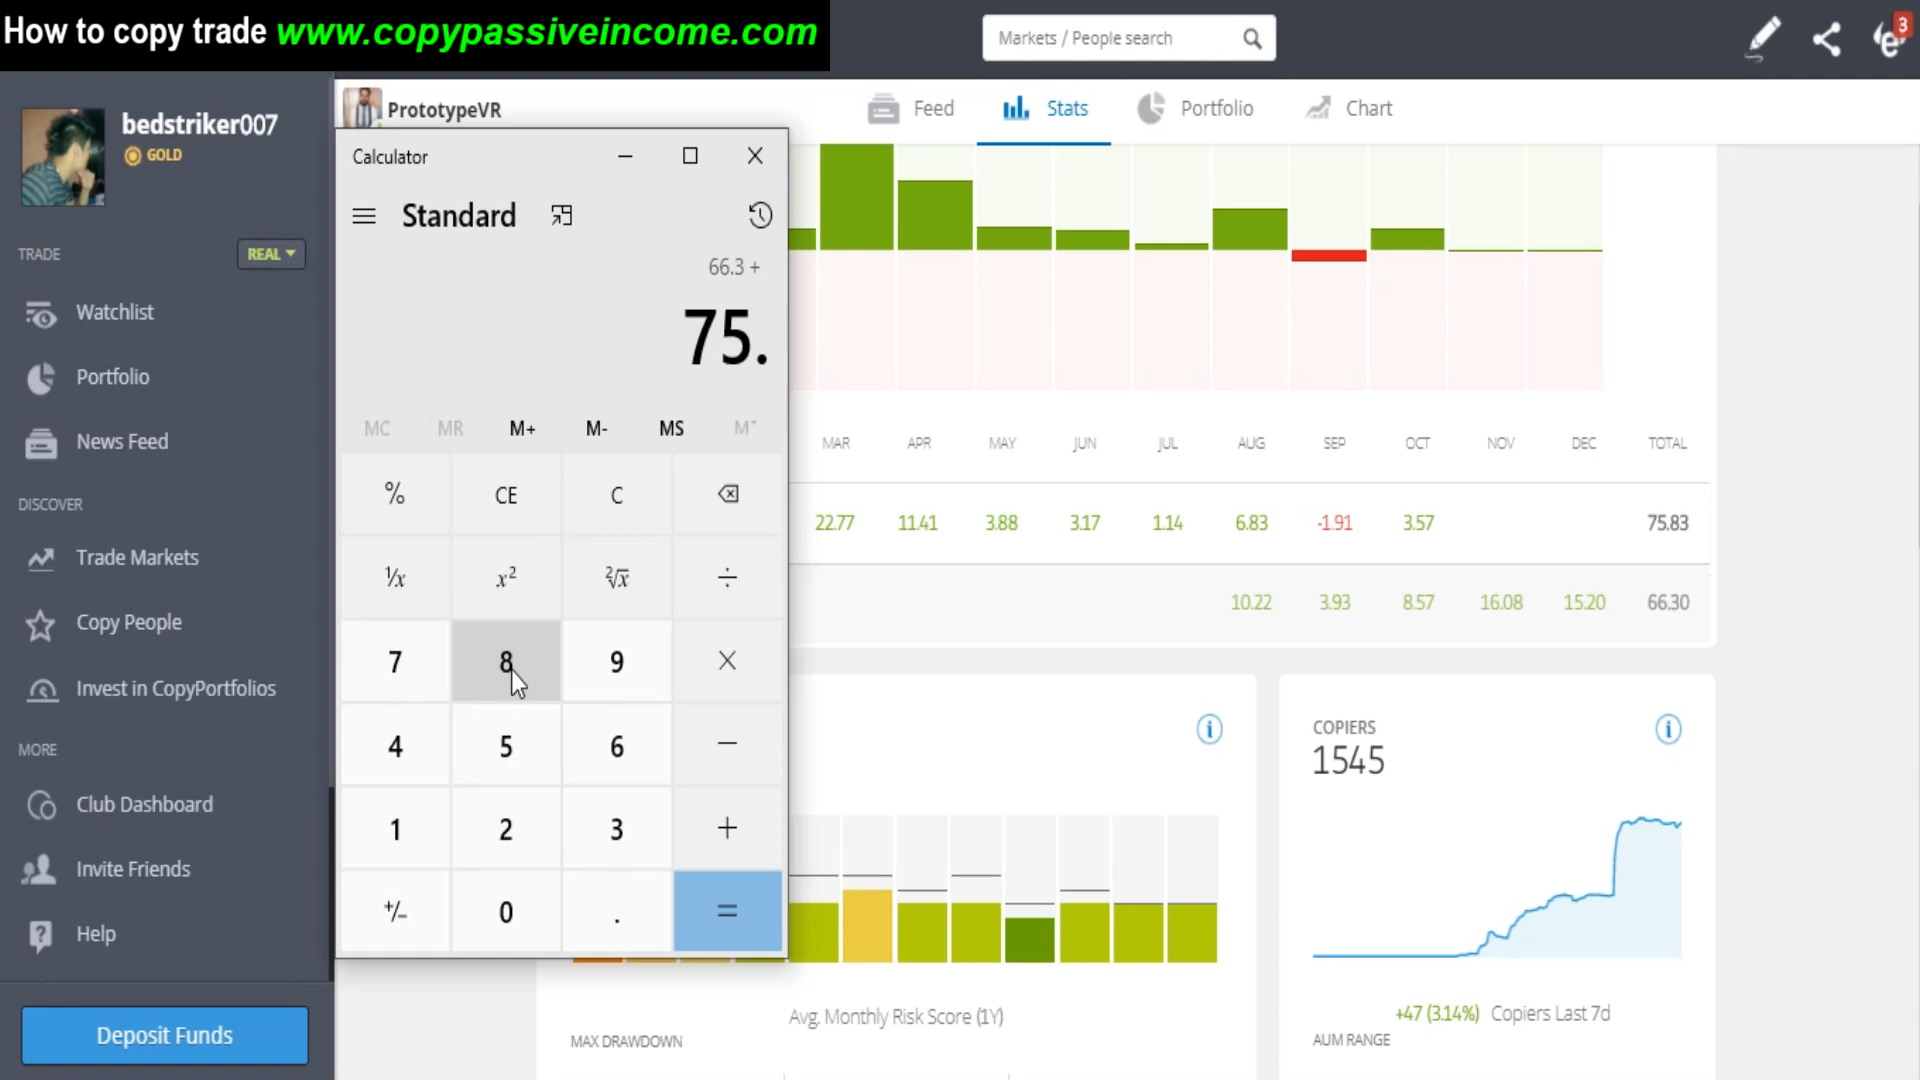 How to copy trade www.copypassiveincome.com
Markets / People search
3
bedstriker007
GOLD
TRADE
REAL
Watchlist
Portfolio
News Feed
DISCOVER
Trade Markets
Copy People
Invest in CopyPortfolios
MORE
Club Dashboard
Invite Friends
Help
Deposit Funds
PrototypeVR
Feed
Stats
Portfolio
Chart
Calculator
Standard
66.3 +
75.
MC MR M+ M- MS M˅
% CE C
¹/x x² ²√x ÷
7 8 9 ×
4 5 6 −
1 2 3 +
+/− 0 . =
MAR APR MAY JUN JUL AUG SEP OCT NOV DEC TOTAL
22.77 11.41 3.88 3.17 1.14 6.83 -1.91 3.57 75.83
10.22 3.93 8.57 16.08 15.20 66.30
Avg. Monthly Risk Score (1Y)
MAX DRAWDOWN
COPIERS
1545
+47 (3.14%) Copiers Last 7d
AUM RANGE